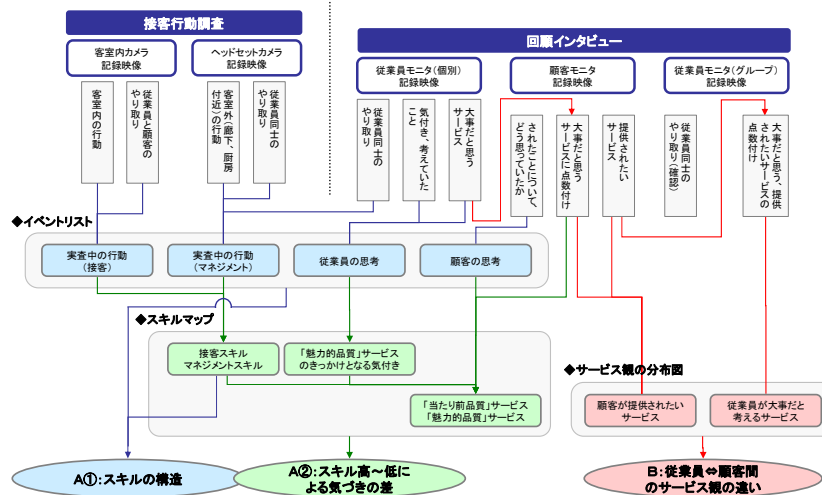 接客行動調査
回顧インタビュー
客室内カメラ
記録映像
ヘッドセットカメラ
記録映像
従業員モニタ(個別)
記録映像
顧客モニタ
記録映像
従業員モニタ(グループ)
記録映像
客室内の行動
従業員と顧客の
やり取り
客室外(廊下、厨房
付近)の行動
従業員同士の
やり取り
従業員同士の
やり取り
気付き、考えていた
こと
大事だと思う
サービス
されたことについて、
どう思っていたか
大事だと思う
サービスに点数付け
提供されたい
サービス
従業員同士の
やり取り(確認)
大事だと思う、提供
されたいサービスの
点数付け
◆イベントリスト
実査中の行動
(接客)
実査中の行動
(マネジメント)
従業員の思考
顧客の思考
◆スキルマップ
接客スキル
マネジメントスキル
「魅力的品質」サービス
のきっかけとなる気付き
「当たり前品質」サービス
「魅力的品質」サービス
◆サービス観の分布図
顧客が提供されたい
サービス
従業員が大事だと
考えるサービス
A①:スキルの構造
A②:スキル高~低に
よる気づきの差
B:従業員⇔顧客間
のサービス観の違い